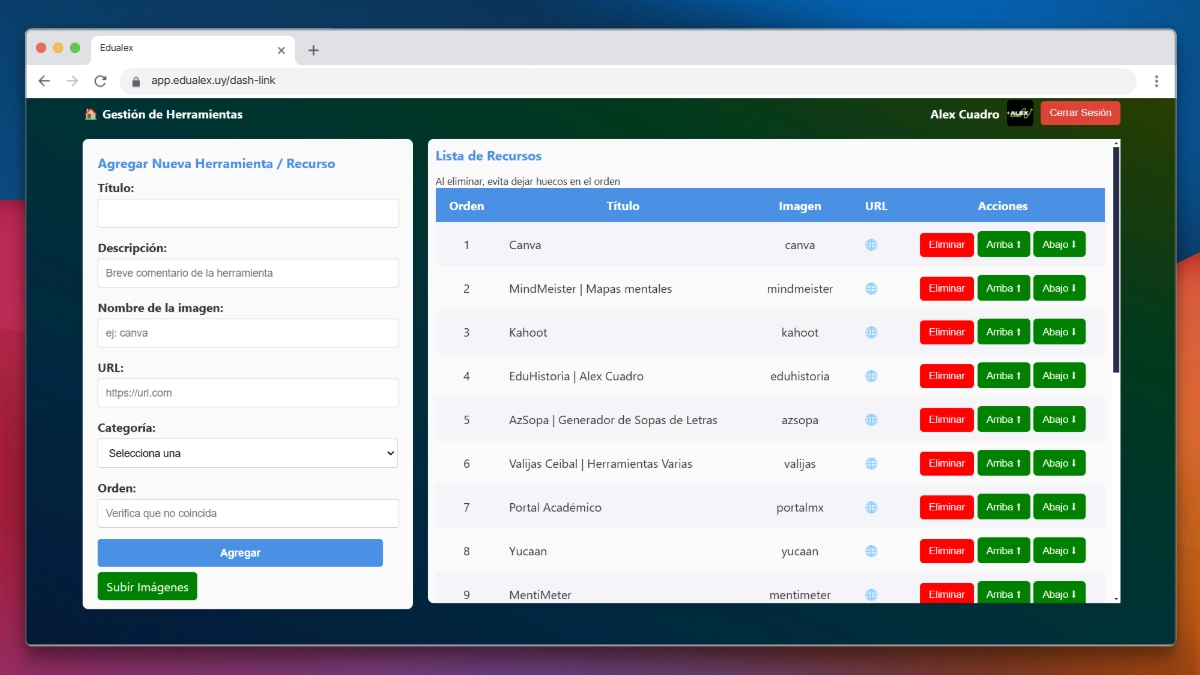 Edualex
app.edualex.uy/dash-link
Gestión de Herramientas
Alex Cuadro
ALEX
Cerrar Sesión
Agregar Nueva Herramienta / Recurso
Título:
Descripción:
Breve comentario de la herramienta
Nombre de la imagen:
ej: canva
URL:
https://url.com
Categoría:
Selecciona una
Orden:
Verifica que no coincida
Agregar
Subir Imágenes
Lista de Recursos
Al eliminar, evita dejar huecos en el orden
Orden Título Imagen URL Acciones
1 Canva canva Eliminar Arriba ⬆ Abajo ⬇
2 MindMeister | Mapas mentales mindmeister Eliminar Arriba ⬆ Abajo ⬇
3 Kahoot kahoot Eliminar Arriba ⬆ Abajo ⬇
4 EduHistoria | Alex Cuadro eduhistoria Eliminar Arriba ⬆ Abajo ⬇
5 AzSopa | Generador de Sopas de Letras azsopa Eliminar Arriba ⬆ Abajo ⬇
6 Valijas Ceibal | Herramientas Varias valijas Eliminar Arriba ⬆ Abajo ⬇
7 Portal Académico portalmx Eliminar Arriba ⬆ Abajo ⬇
8 Yucaan yucaan Eliminar Arriba ⬆ Abajo ⬇
9 MentiMeter mentimeter Eliminar Arriba ⬆ Abajo ⬇